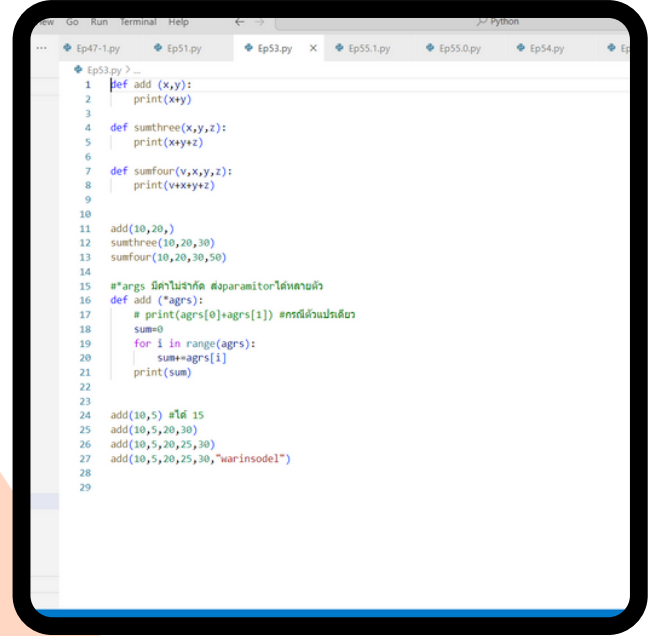 Go Run Terminal Help ← → Python
... Ep47-1.py Ep51.py Ep53.py × Ep55.1.py Ep55.0.py Ep54.py
Ep53.py > ...
1 def add (x,y):
2 print(x+y)
3
4 def sumthree(x,y,z):
5 print(x+y+z)
6
7 def sumfour(v,x,y,z):
8 print(v+x+y+z)
9
10
11 add(10,20,)
12 sumthree(10,20,30)
13 sumfour(10,20,30,50)
14
15 #*args มีค่าไม่จำกัด ส่งparamitorได้หลายตัว
16 def add (*agrs):
17 # print(agrs[0]+agrs[1]) #กรณีตัวแปรเดียว
18 sum=0
19 for i in range(agrs):
20 sum+=agrs[i]
21 print(sum)
22
23
24 add(10,5) #ได้ 15
25 add(10,5,20,30)
26 add(10,5,20,25,30)
27 add(10,5,20,25,30,"warinsodel")
28
29